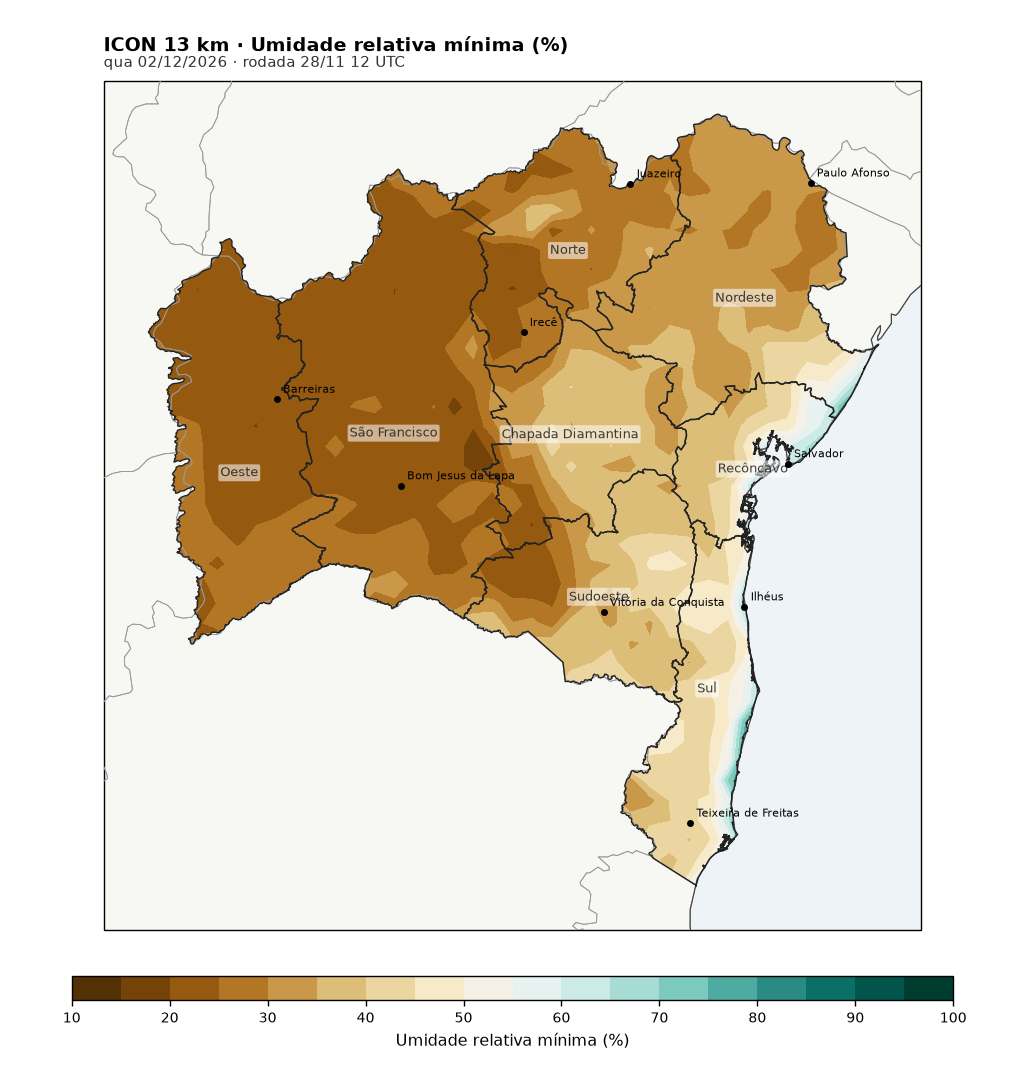 ICON 13 km · Umidade relativa mínima (%)
qua 02/12/2026 · rodada 28/11 12 UTC
Juazeiro
Paulo Afonso
Norte
Nordeste
Irecê
Barreiras
São Francisco
Chapada Diamantina
Salvador
Recôncavo
Oeste
Bom Jesus da Lapa
Sudoeste
Vitória da Conquista
Ilhéus
Sul
Teixeira de Freitas
10 20 30 40 50 60 70 80 90 100
Umidade relativa mínima (%)